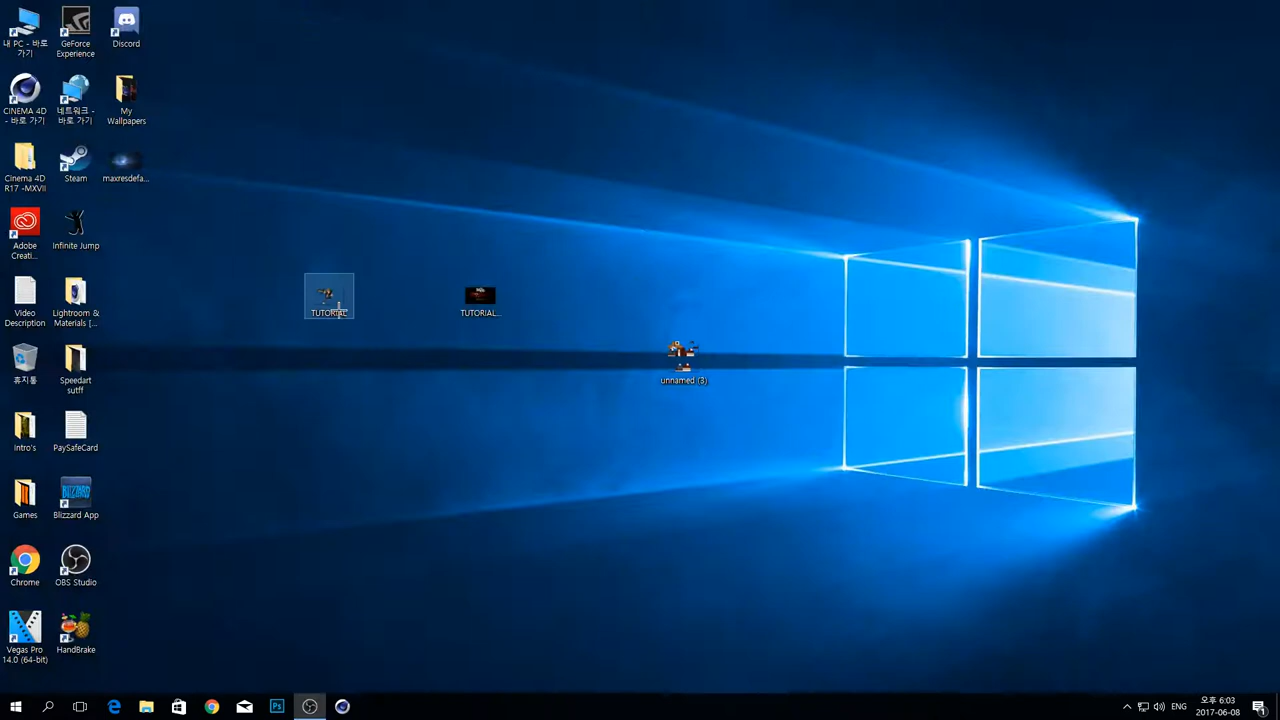 내 PC - 바로
가기
GeForce
Experience
Discord
CINEMA 4D
- 바로 가기
네트워크 -
바로 가기
My
Wallpapers
Cinema 4D
R17 -MXVII
Steam
maxresdefa...
Adobe
Creati...
Infinite Jump
Video
Description
Lightroom &
Materials [...
휴지통
Speedart
sutff
Intro's
PaySafeCard
Games
Blizzard App
Chrome
OBS Studio
Vegas Pro
14.0 (64-bit)
HandBrake
TUTORIAL
TUTORIAL...
unnamed (3)
Ps
ENG
오후 6:03
2017-06-08
1